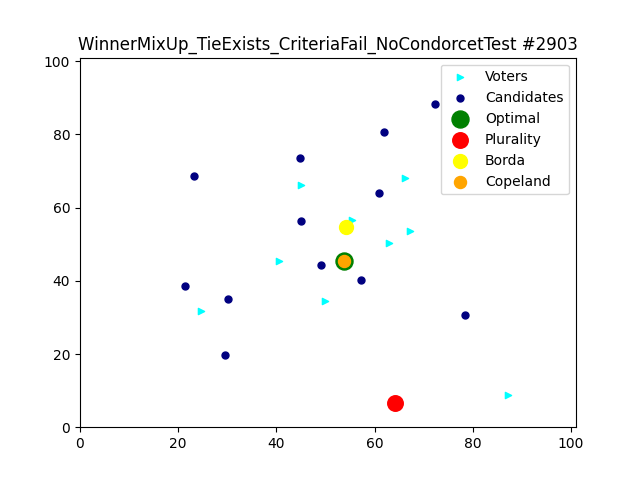 WinnerMixUp_TieExists_CriteriaFail_NoCondorcetTest #2903
100
80
60
40
20
0
0
20
40
60
80
100
Voters
Candidates
Optimal
Plurality
Borda
Copeland